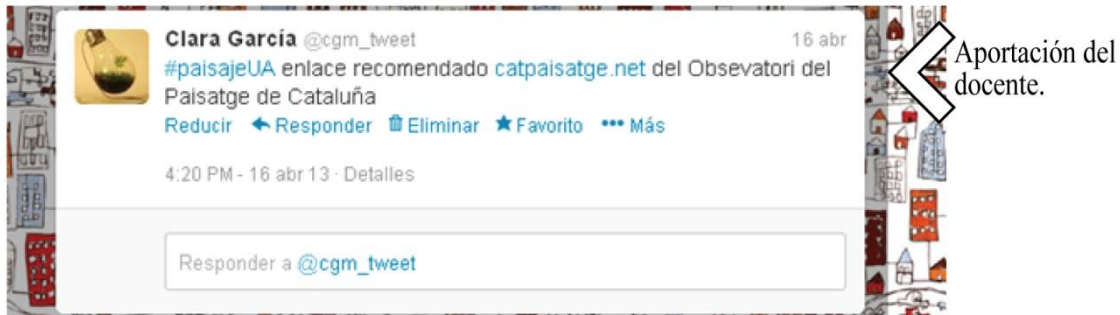 Clara García @cgm_tweet 16 abr
#paisajeUA enlace recomendado catpaisatge.net del Obsevatori del
Paisatge de Cataluña
Reducir Responder Eliminar Favorito Más
4:20 PM - 16 abr 13 · Detalles
Responder a @cgm_tweet
Aportación del
docente.